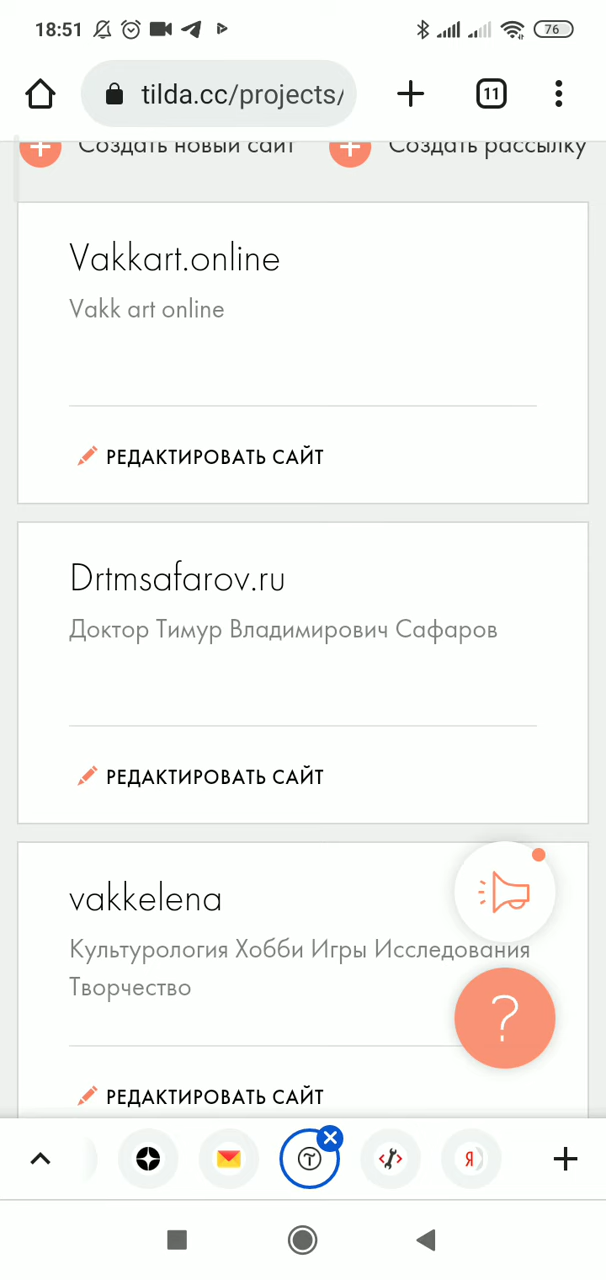 18:51
76
tilda.cc/projects/
11
Создать новый сайт
Создать рассылку
Vakkart.online
Vakk art online
РЕДАКТИРОВАТЬ САЙТ
Drtmsafarov.ru
Доктор Тимур Владимирович Сафаров
РЕДАКТИРОВАТЬ САЙТ
vakkelena
Культурология Хобби Игры Исследования
Творчество
?
РЕДАКТИРОВАТЬ САЙТ
Я